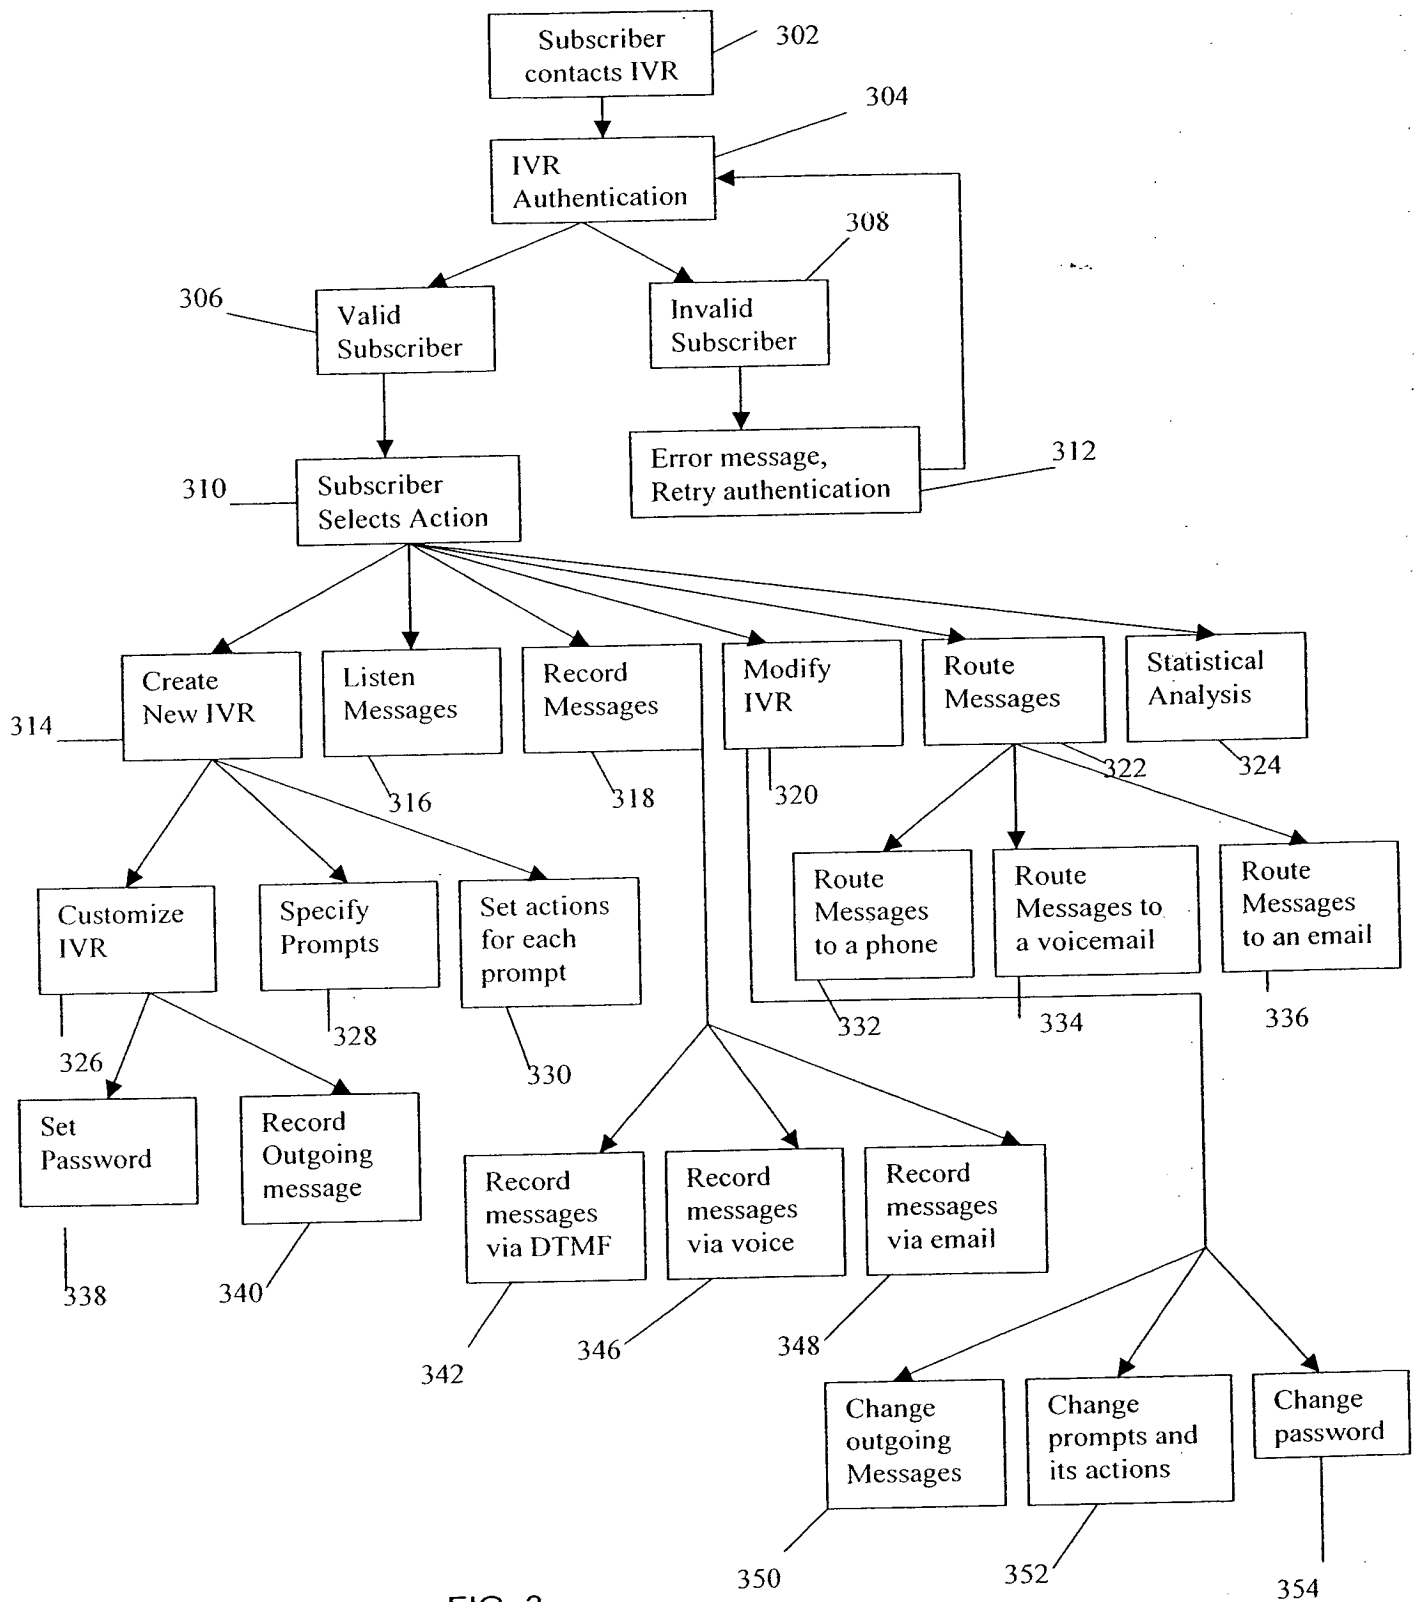 Subscriber
contacts IVR
302
304
IVR
Authentication
308
306
Valid
Subscriber
Invalid
Subscriber
310
Subscriber
Selects Action
Error message,
Retry authentication
312
314
Create
New IVR
Listen
Messages
Record
Messages
Modify
IVR
Route
Messages
Statistical
Analysis
316
318
320
322
324
Customize
IVR
Specify
Prompts
Set actions
for each
prompt
Route
Messages
to a phone
Route
Messages to
a voicemail
Route
Messages
to an email
326
328
330
332
334
336
Set
Password
Record
Outgoing
message
Record
messages
via DTMF
Record
messages
via voice
Record
messages
via email
338
340
342
346
348
Change
outgoing
Messages
Change
prompts and
its actions
Change
password
350
352
354